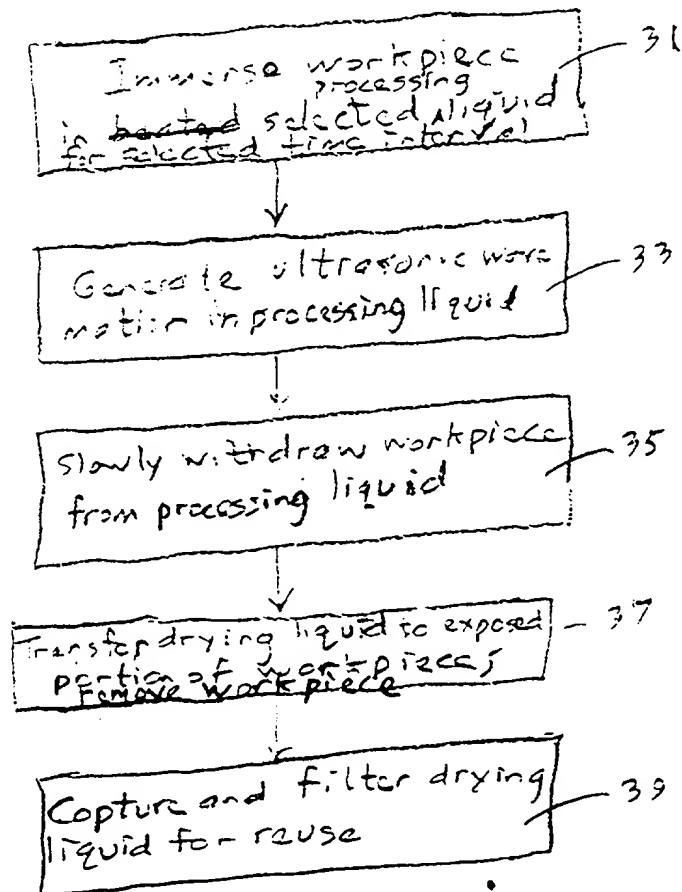 Immerse workpiece 31
processing
in heated selected liquid
for selected time interval
Generate ultrasonic wave 33
motion in processing liquid
Slowly withdraw workpiece 35
from processing liquid
Transfer drying liquid to exposed 37
portion of workpiece;
remove workpiece
Capture and filter drying 39
liquid for reuse